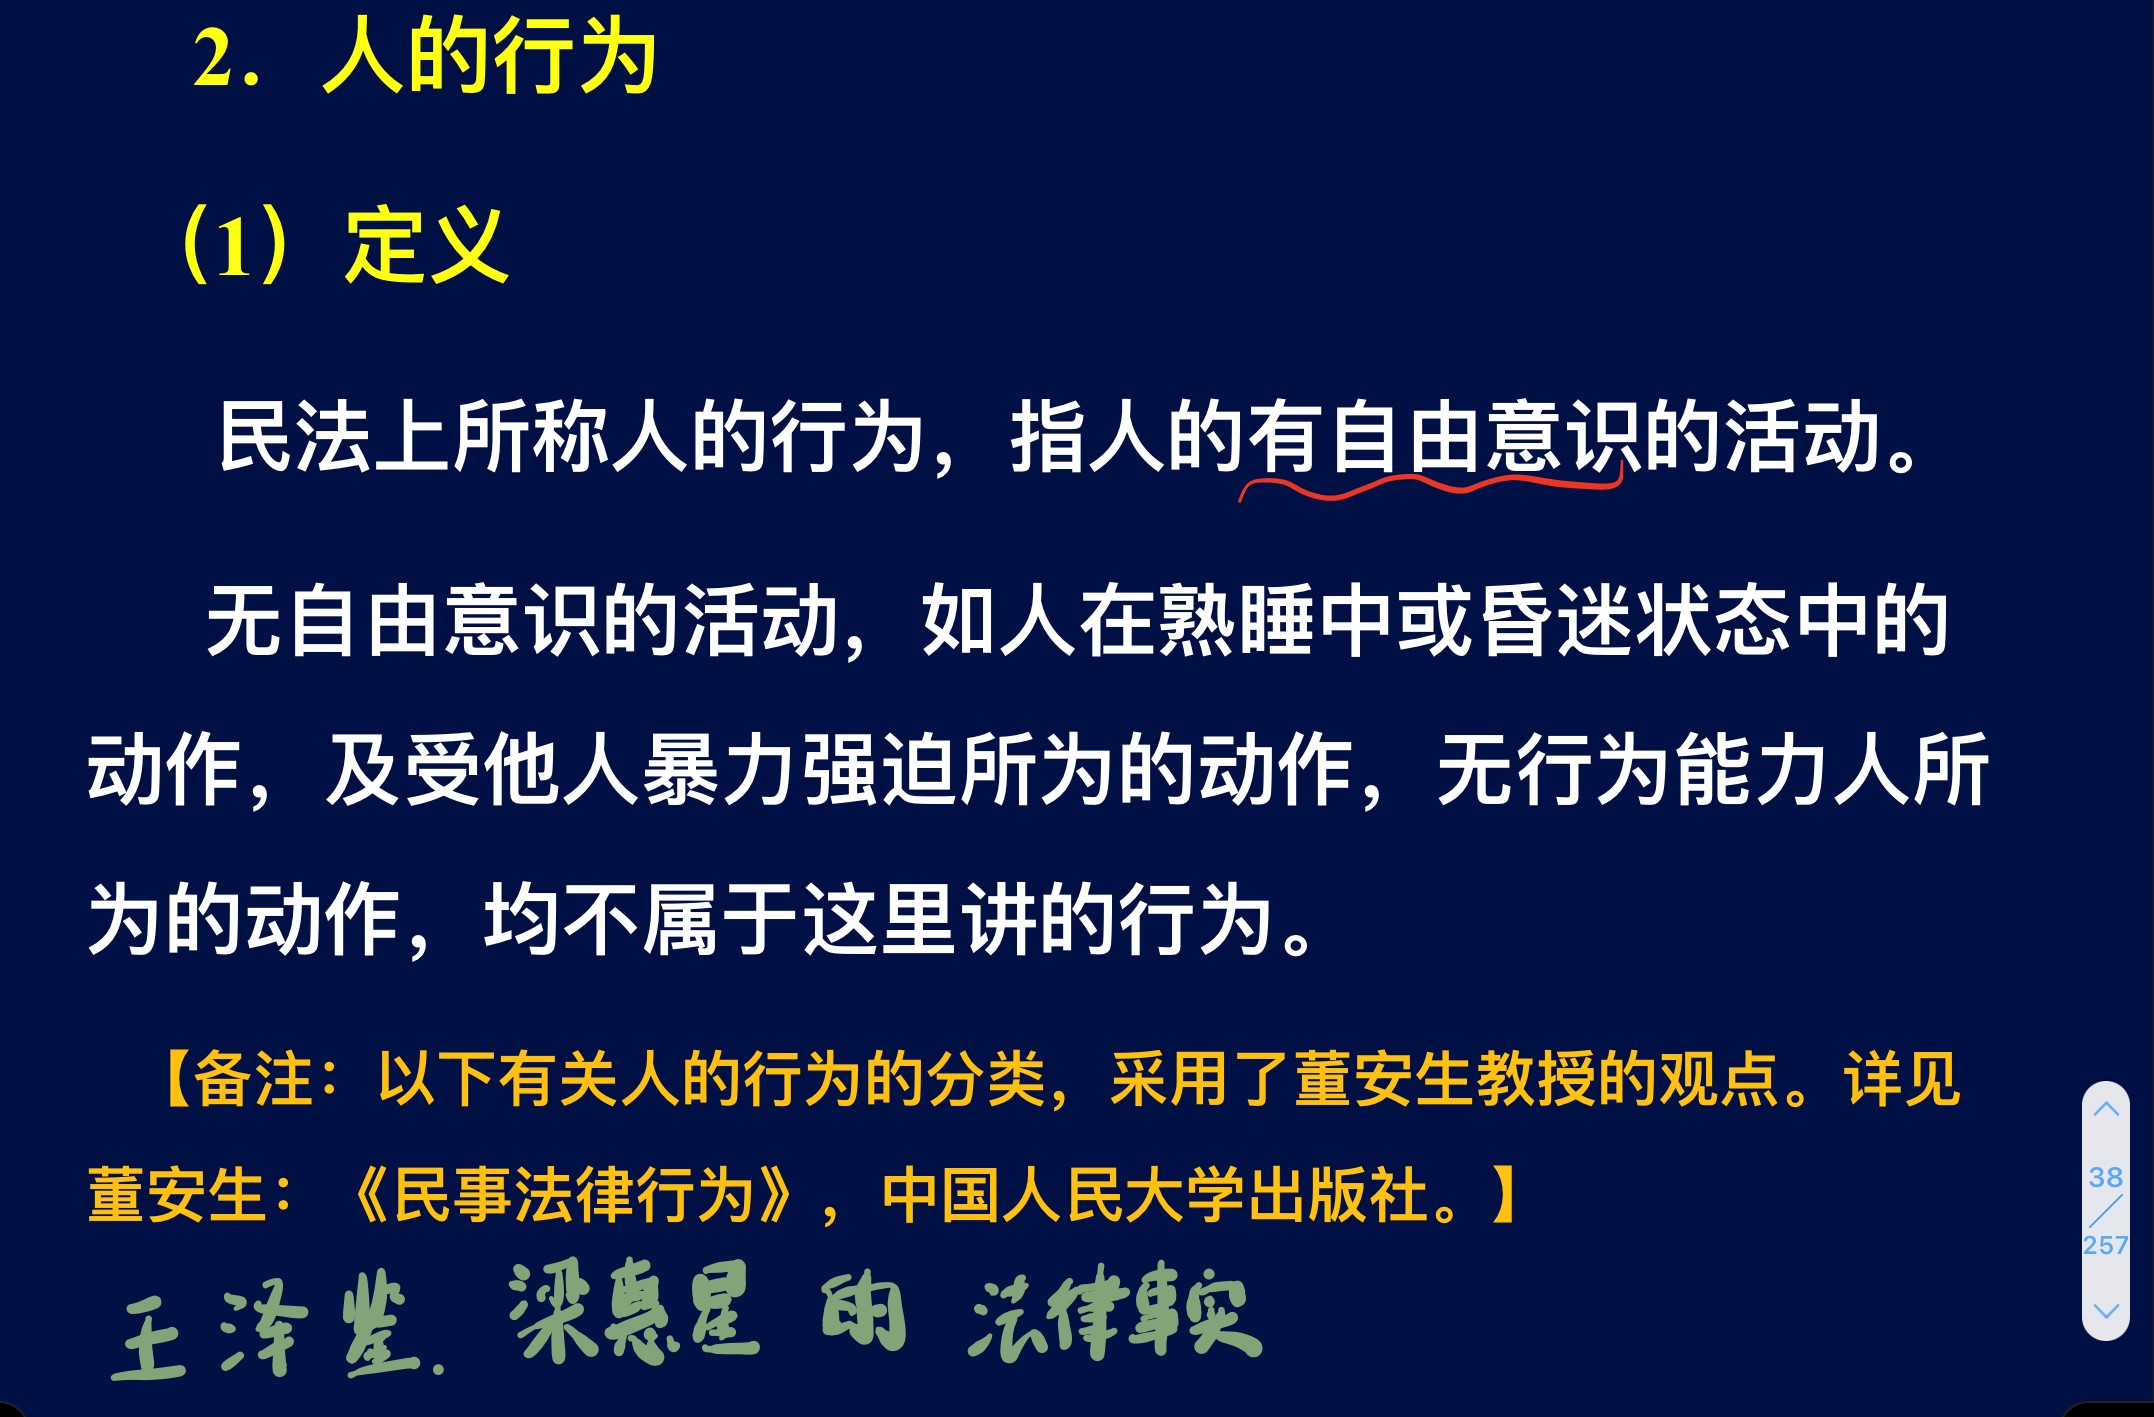 2. 人的行为
（1）定义
民法上所称人的行为，指人的有自由意识的活动。
无自由意识的活动，如人在熟睡中或昏迷状态中的
动作，及受他人暴力强迫所为的动作，无行为能力人所
为的动作，均不属于这里讲的行为。
【备注：以下有关人的行为的分类，采用了董安生教授的观点。详见
董安生：《民事法律行为》，中国人民大学出版社。】
王泽鉴. 梁慧星 的 法律事实
38
257